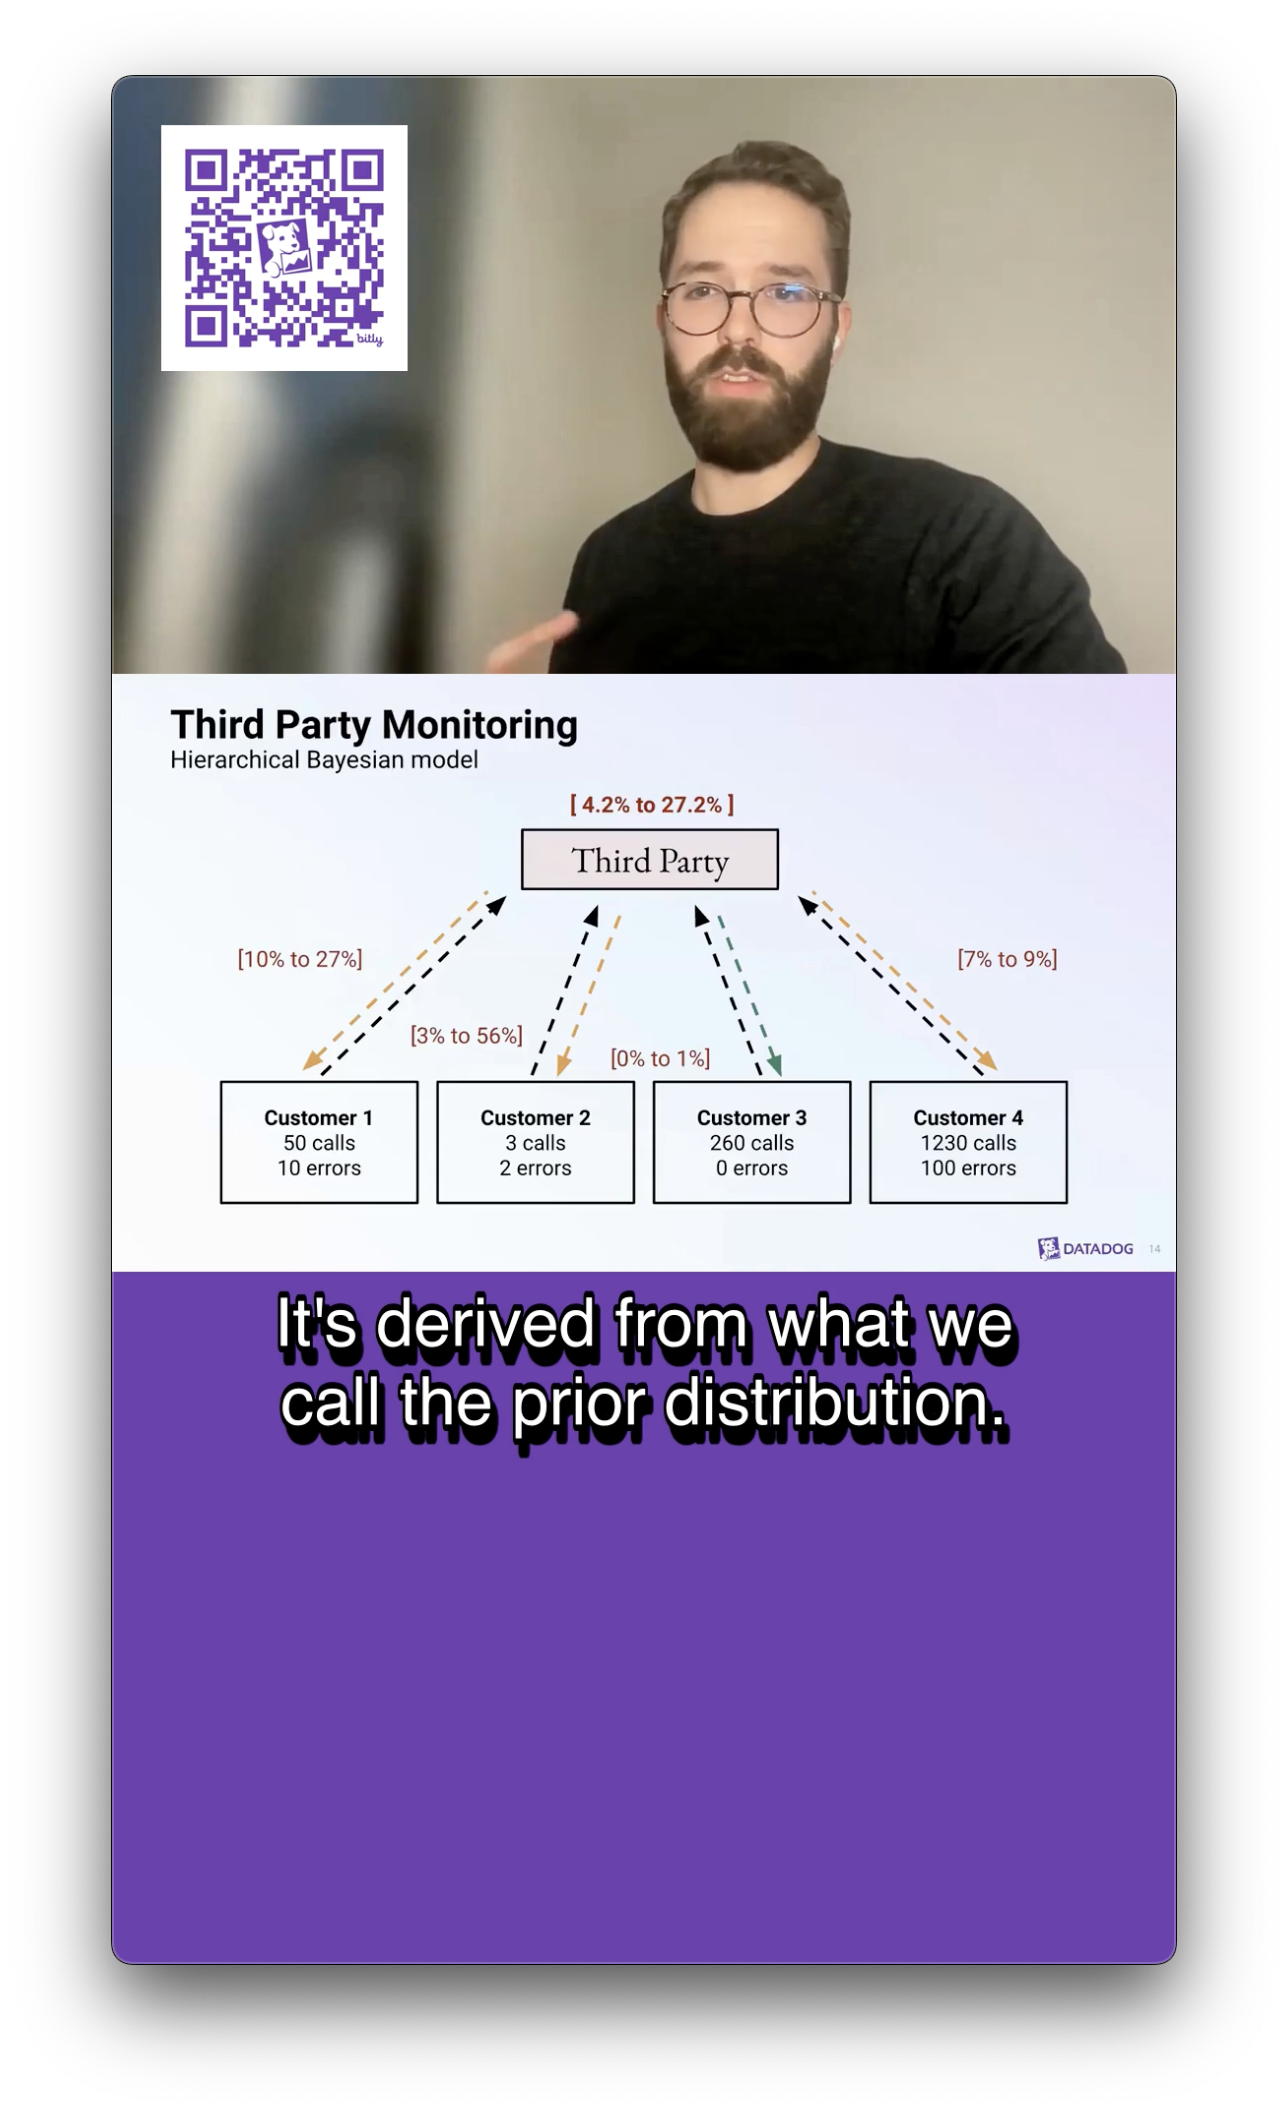 bitly
Third Party Monitoring
Hierarchical Bayesian model
[ 4.2% to 27.2% ]
Third Party
[10% to 27%]
[7% to 9%]
[3% to 56%]
[0% to 1%]
Customer 1
50 calls
10 errors
Customer 2
3 calls
2 errors
Customer 3
260 calls
0 errors
Customer 4
1230 calls
100 errors
DATADOG 14
It's derived from what we
call the prior distribution.